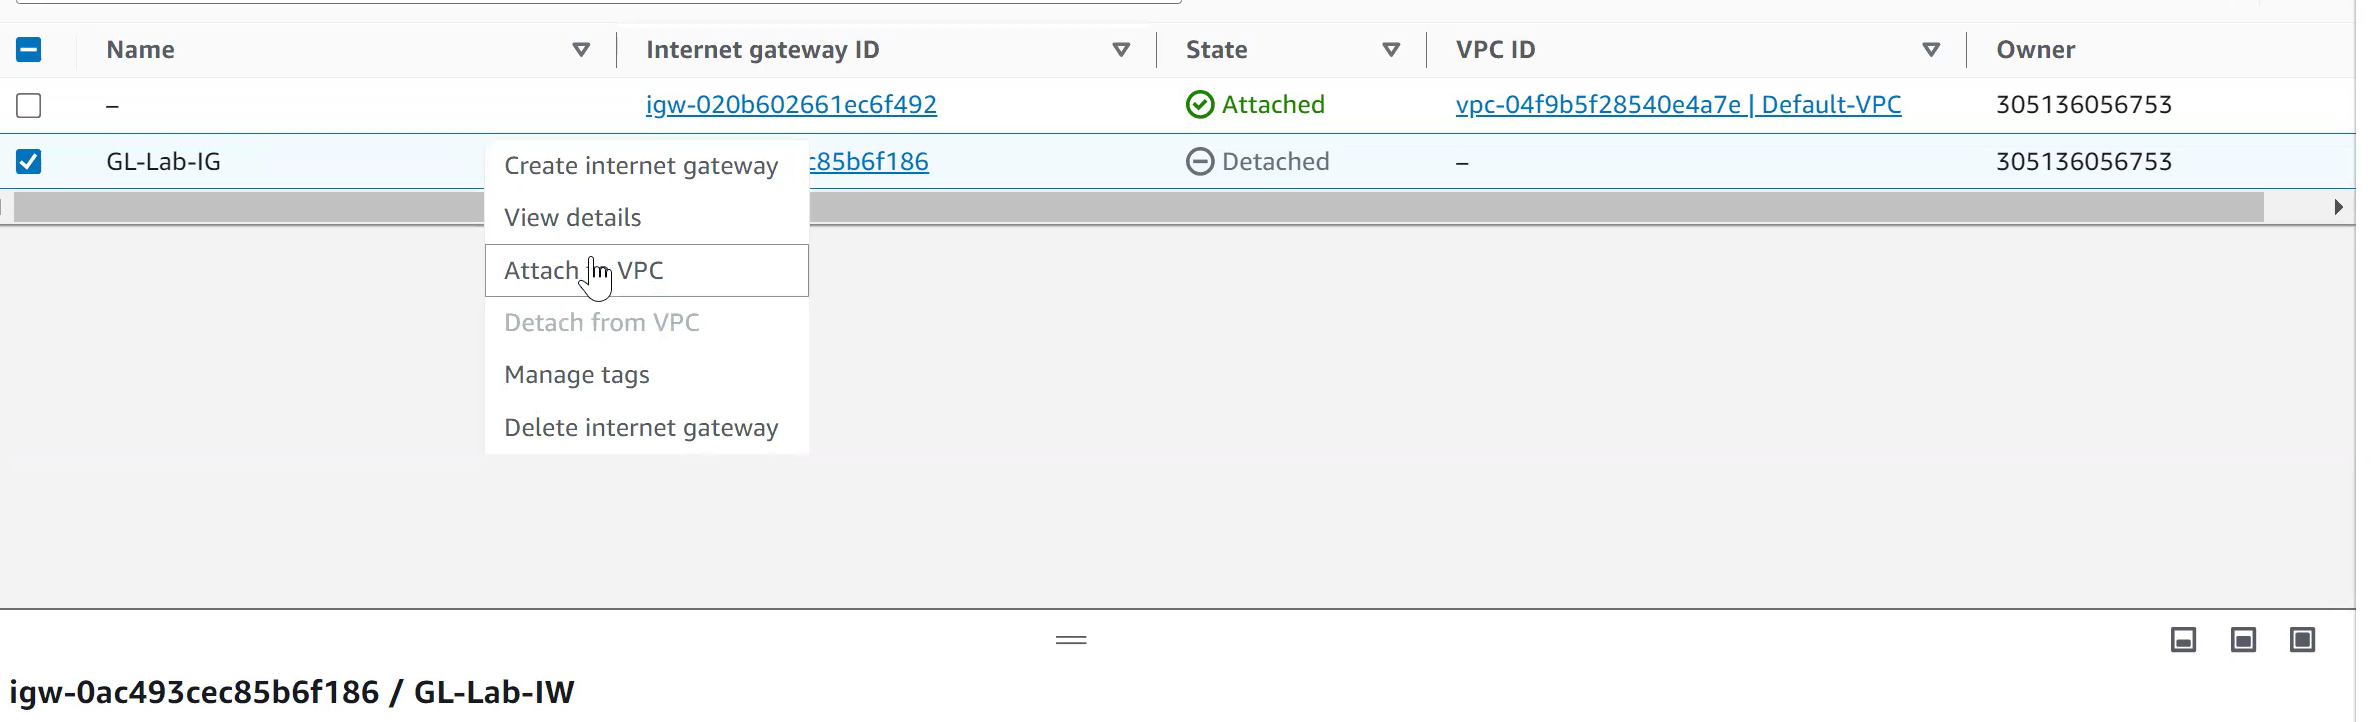 Name Internet gateway ID State VPC ID Owner
– igw-020b602661ec6f492 Attached vpc-04f9b5f28540e4a7e | Default-VPC 305136056753
GL-Lab-IG c85b6f186 Detached – 305136056753
Create internet gateway
View details
Attach VPC
Detach from VPC
Manage tags
Delete internet gateway
igw-0ac493cec85b6f186 / GL-Lab-IW